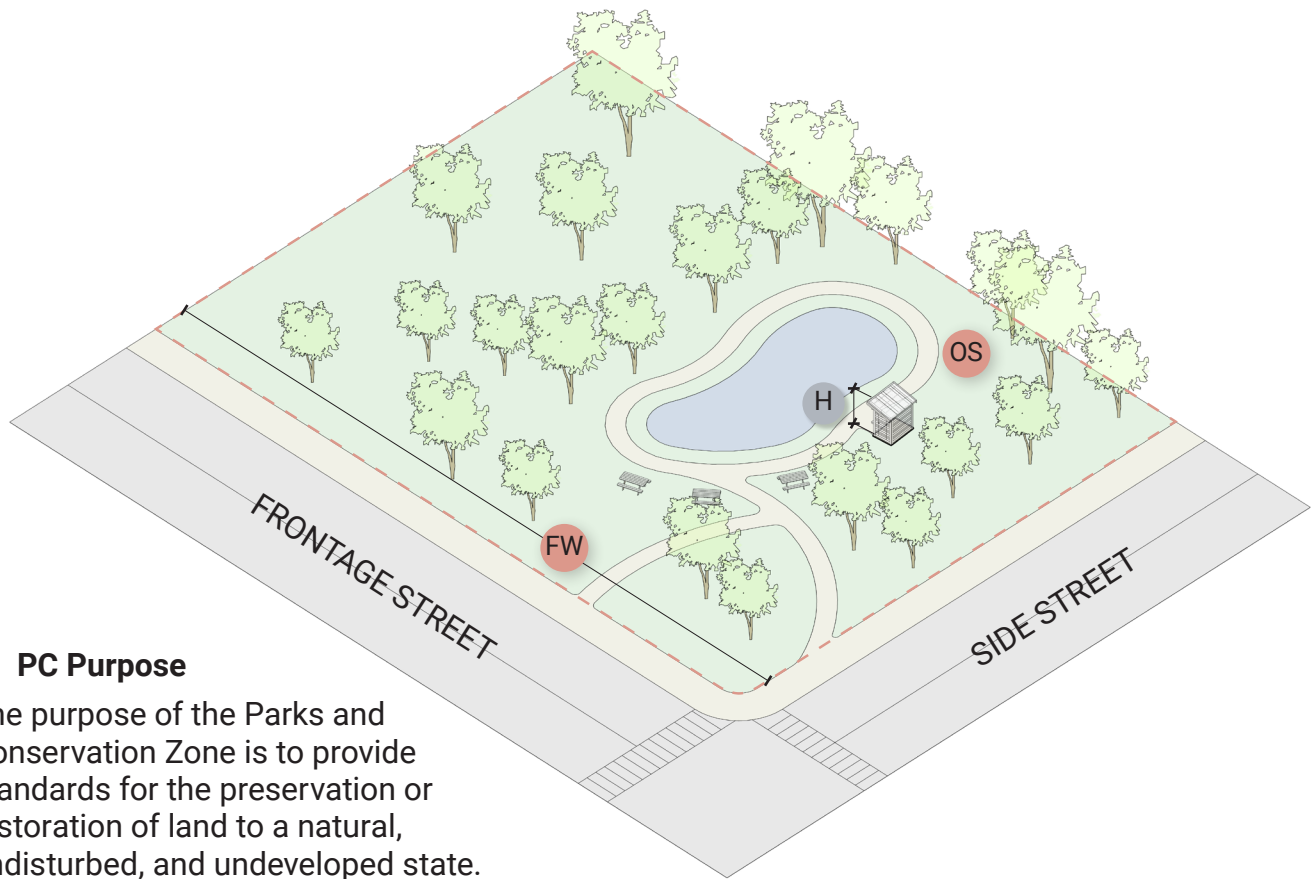 OS
H
FW
FRONTAGE STREET
SIDE STREET
PC Purpose
he purpose of the Parks and
onservation Zone is to provide
andards for the preservation or
storation of land to a natural,
ndisturbed, and undeveloped state.